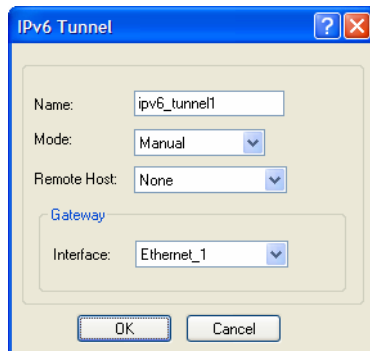 IPv6 Tunnel
Name: ipv6_tunnel1
Mode: Manual
Remote Host: None
Gateway
Interface: Ethernet_1
OK Cancel